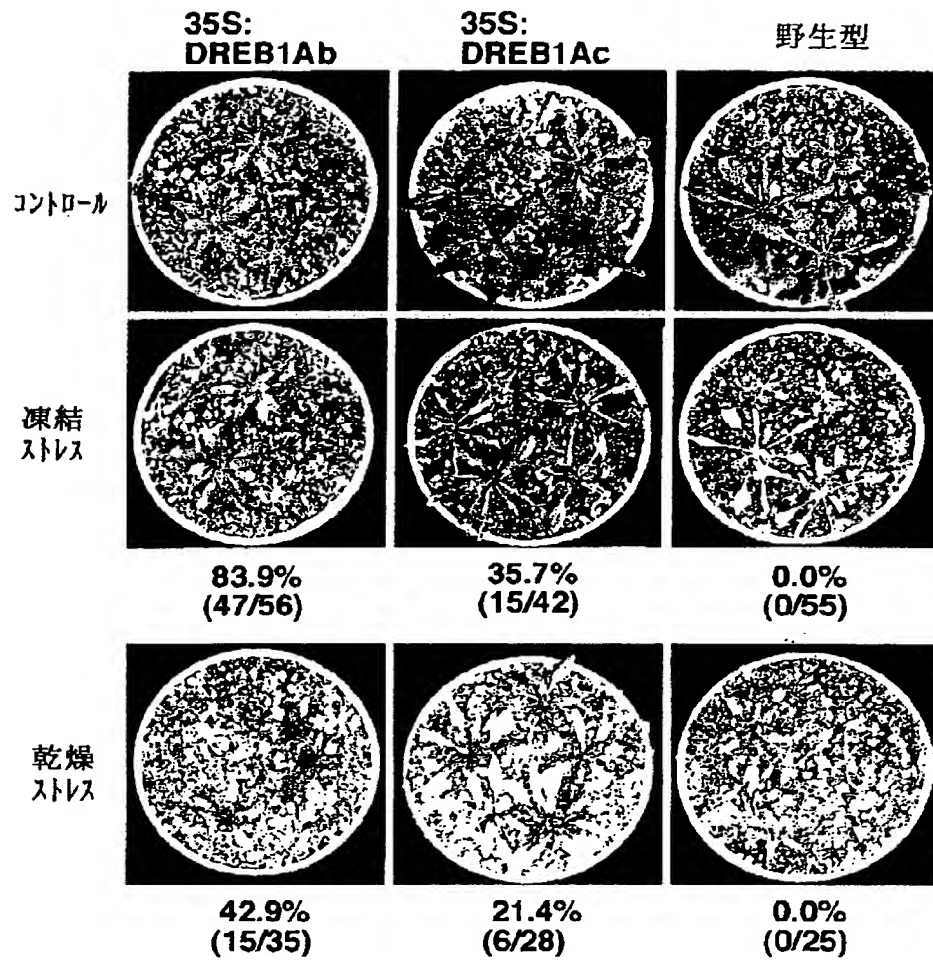 35S:
DREB1Ab
35S:
DREB1Ac
野生型
コントロール
凍結
ストレス
83.9%
(47/56)
35.7%
(15/42)
0.0%
(0/55)
乾燥
ストレス
42.9%
(15/35)
21.4%
(6/28)
0.0%
(0/25)